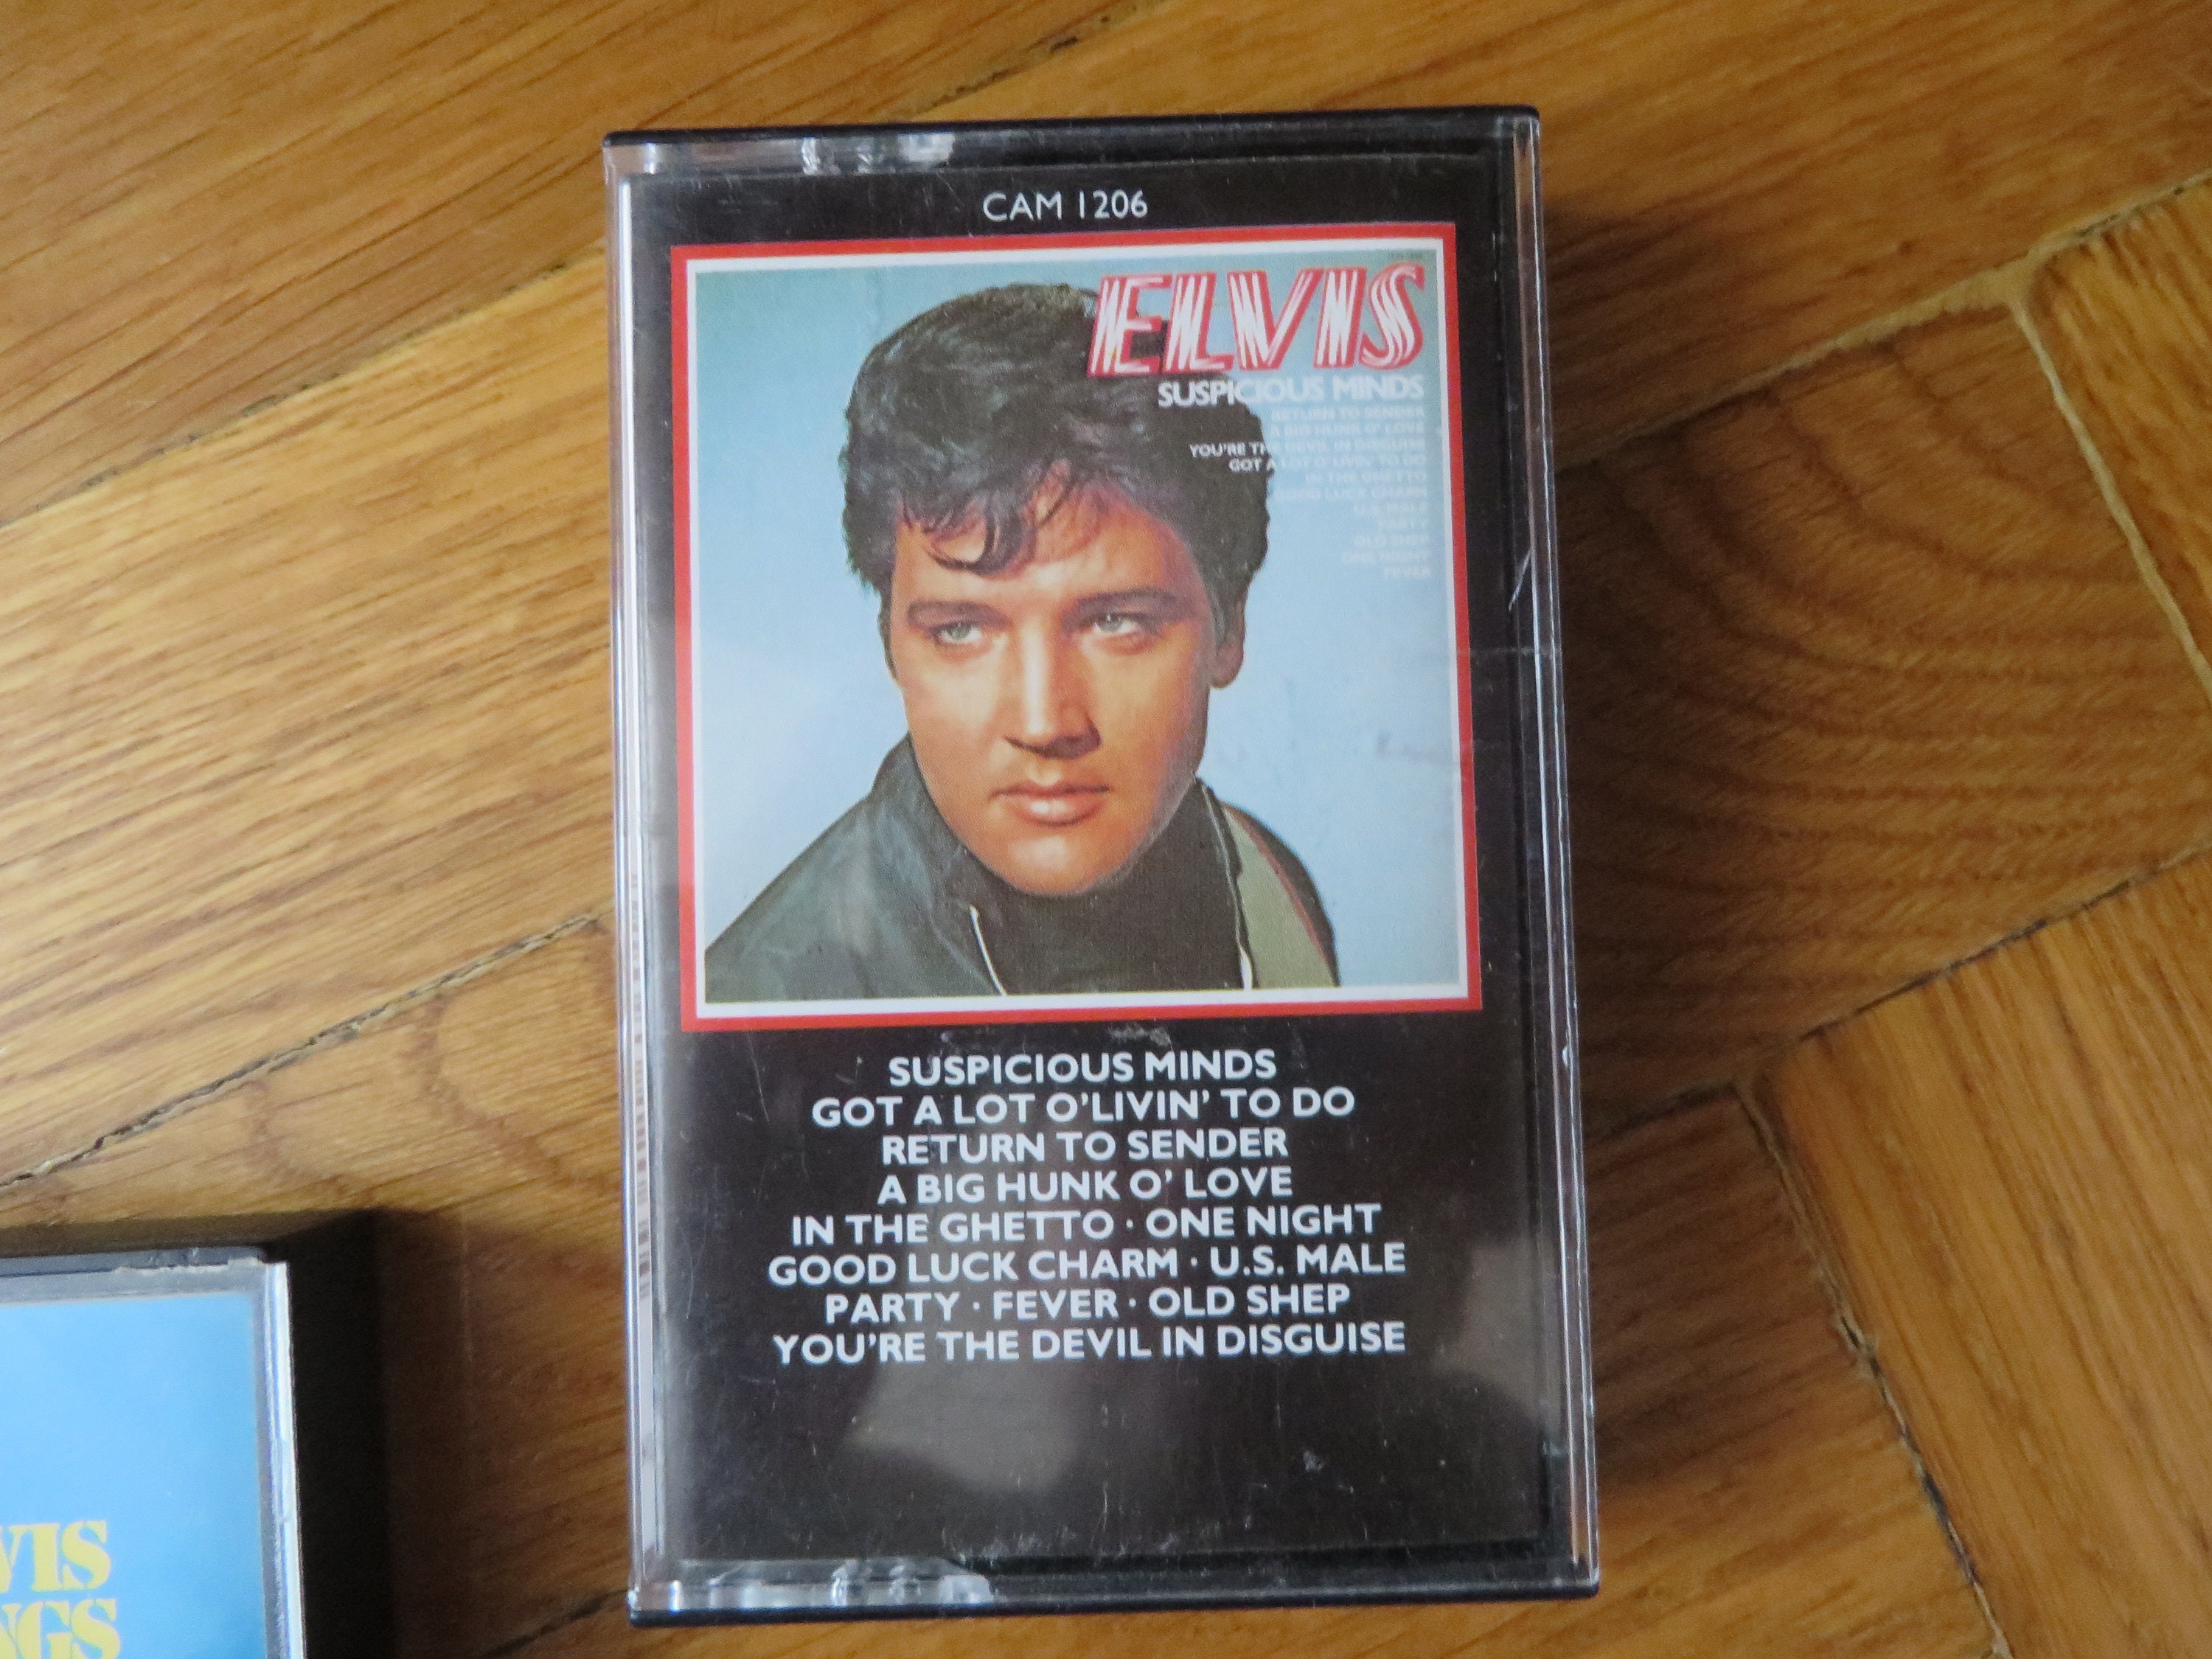 CAM 1206
ELVIS
SUSPICIOUS MINDS
RETURN TO SENDER
A BIG HUNK O' LOVE
YOU'RE THE DEVIL IN DISGUISE
GOT A LOT O' LIVIN' TO DO
IN THE GHETTO
GOOD LUCK CHARM
U.S. MALE
PARTY
OLD SHEP
ONE NIGHT
FEVER
SUSPICIOUS MINDS
GOT A LOT O'LIVIN' TO DO
RETURN TO SENDER
A BIG HUNK O' LOVE
IN THE GHETTO · ONE NIGHT
GOOD LUCK CHARM · U.S. MALE
PARTY · FEVER · OLD SHEP
YOU'RE THE DEVIL IN DISGUISE
VIS
NGS